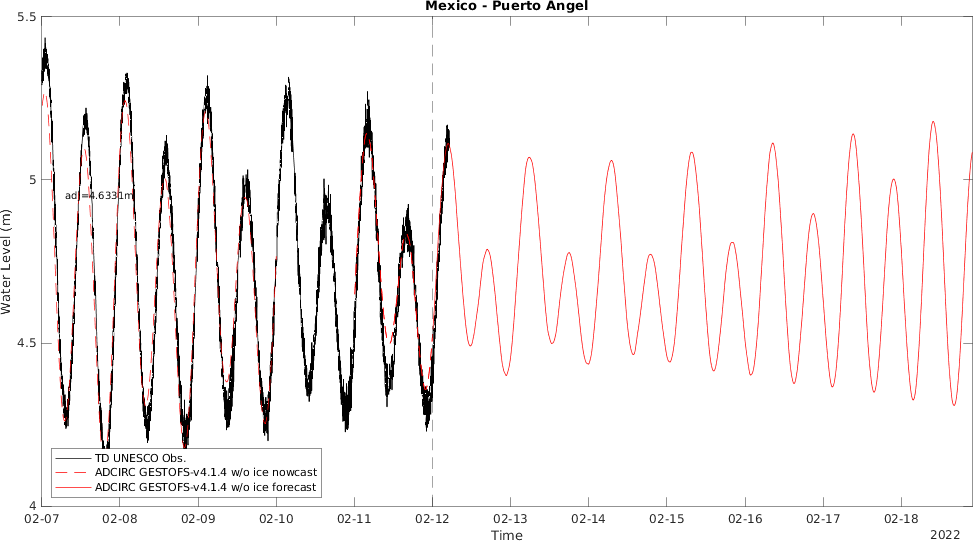 Mexico - Puerto Angel
5.5
5
4.5
4
Water Level (m)
adj=4.6331m
TD UNESCO Obs.
ADCIRC GESTOFS-v4.1.4 w/o ice nowcast
ADCIRC GESTOFS-v4.1.4 w/o ice forecast
02-07 02-08 02-09 02-10 02-11 02-12 02-13 02-14 02-15 02-16 02-17 02-18
Time
2022